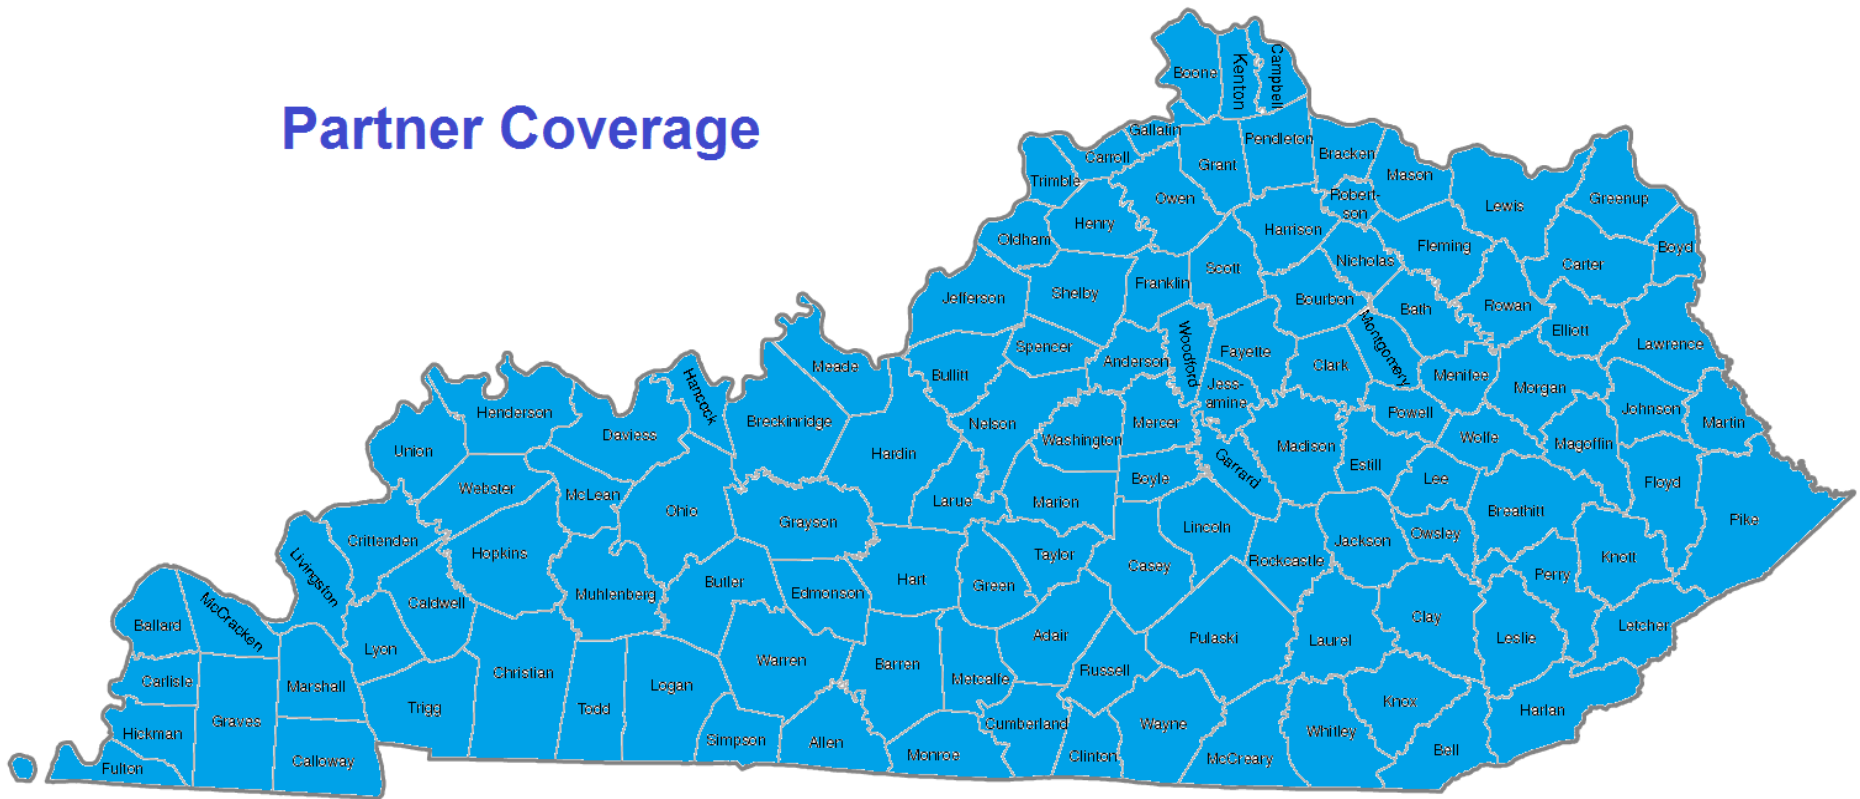 Partner Coverage
Boone
Kenton
Campbell
Gallatin
Carroll
Trimble
Grant
Pendleton
Bracken
Mason
Robert-
son
Owen
Henry
Oldham
Harrison
Lewis
Greenup
Boyd
Fleming
Nicholas
Carter
Scott
Franklin
Shelby
Jefferson
Bourbon
Bath
Rowan
Elliott
Lawrence
Montgomery
Woodford
Fayette
Clark
Spencer
Anderson
Bullitt
Meade
Jess-
amine
Menifee
Morgan
Johnson
Martin
Powell
Wolfe
Magoffin
Hancock
Breckinridge
Henderson
Daviess
Union
Nelson
Washington
Mercer
Madison
Garrard
Estill
Lee
Floyd
Pike
Hardin
Larue
Marion
Boyle
Webster
McLean
Ohio
Grayson
Lincoln
Breathitt
Owsley
Jackson
Rockcastle
Knott
Perry
Crittenden
Livingston
Hopkins
Caldwell
Muhlenberg
Butler
Edmonson
Hart
Green
Taylor
Casey
Ballard
McCracken
Lyon
Adair
Pulaski
Laurel
Clay
Leslie
Letcher
Carlisle
Marshall
Christian
Warren
Barren
Metcalfe
Russell
Logan
Todd
Trigg
Graves
Hickman
Fulton
Calloway
Simpson
Allen
Monroe
Cumberland
Clinton
Wayne
McCreary
Whitley
Knox
Bell
Harlan